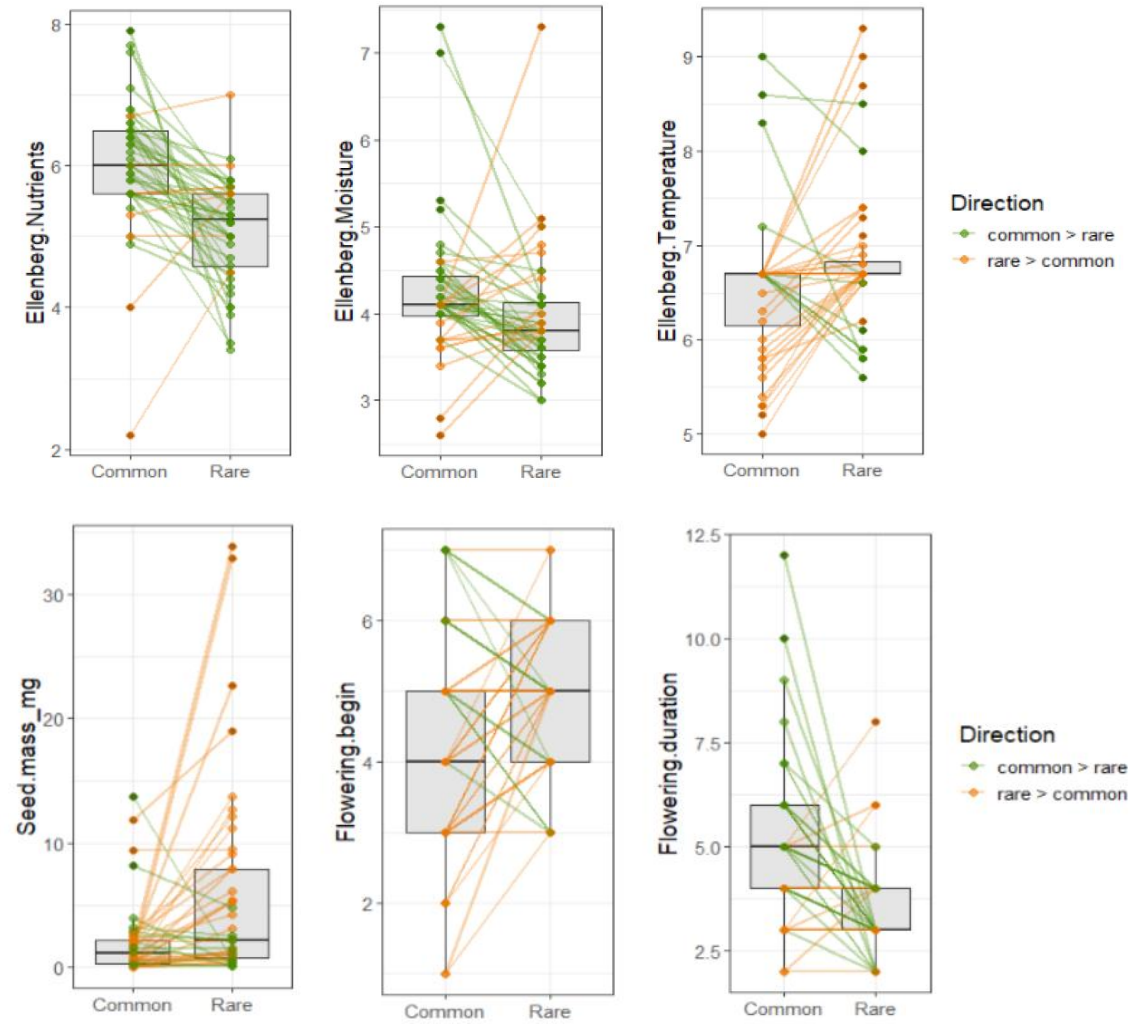 Ellenberg.Nutrients
8
6
4
2
Common Rare
Ellenberg.Moisture
7
6
5
4
3
Common Rare
Ellenberg.Temperature
9
8
7
6
5
Common Rare
Direction
common > rare
rare > common
Seed.mass_mg
30
20
10
0
Common Rare
Flowering.begin
6
4
2
Common Rare
Flowering.duration
12.5
10.0
7.5
5.0
2.5
Common Rare
Direction
common > rare
rare > common